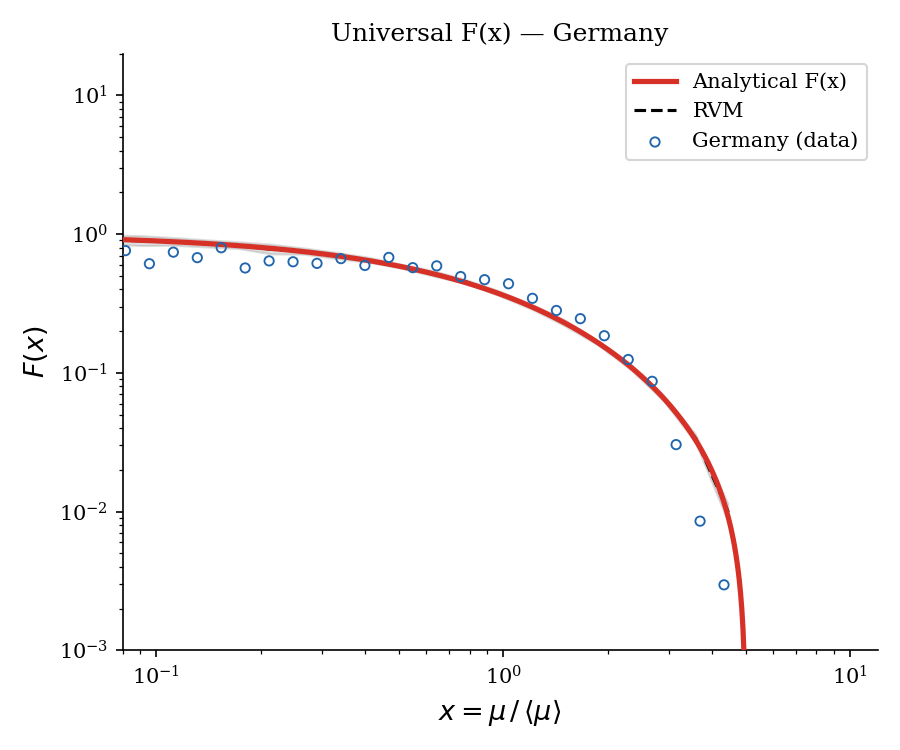 Universal F(x) — Germany
Analytical F(x)
RVM
Germany (data)
F(x)
10¹
10⁰
10⁻¹
10⁻²
10⁻³
10⁻¹
10⁰
10¹
x = μ / ⟨μ⟩